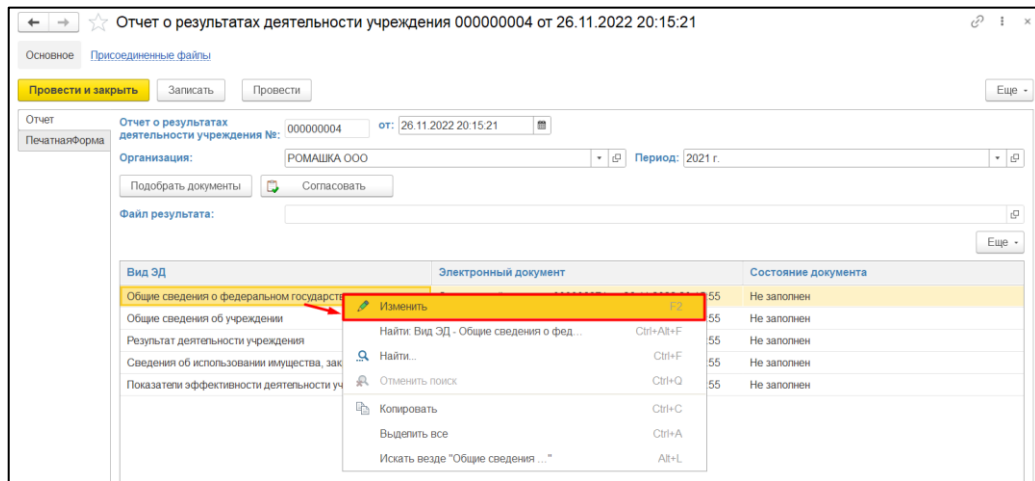 Отчет о результатах деятельности учреждения 000000004 от 26.11.2022 20:15:21
Основное Присоединенные файлы
Провести и закрыть Записать Провести Еще
Отчет
ПечатнаяФорма
Отчет о результатах
деятельности учреждения №: 000000004 от: 26.11.2022 20:15:21
Организация: РОМАШКА ООО Период: 2021 г.
Подобрать документы Согласовать
Файл результата:
Еще
Вид ЭД Электронный документ Состояние документа
Общие сведения о федеральном государств :55 Не заполнен
Общие сведения об учреждении :55 Не заполнен
Результат деятельности учреждения :55 Не заполнен
Сведения об использовании имущества, зак :55 Не заполнен
Показатели эффективности деятельности уч :55 Не заполнен
Изменить F2
Найти: Вид ЭД - Общие сведения о фед... Ctrl+Alt+F
Найти... Ctrl+F
Отменить поиск Ctrl+Q
Копировать Ctrl+C
Выделить все Ctrl+A
Искать везде "Общие сведения ..." Alt+L